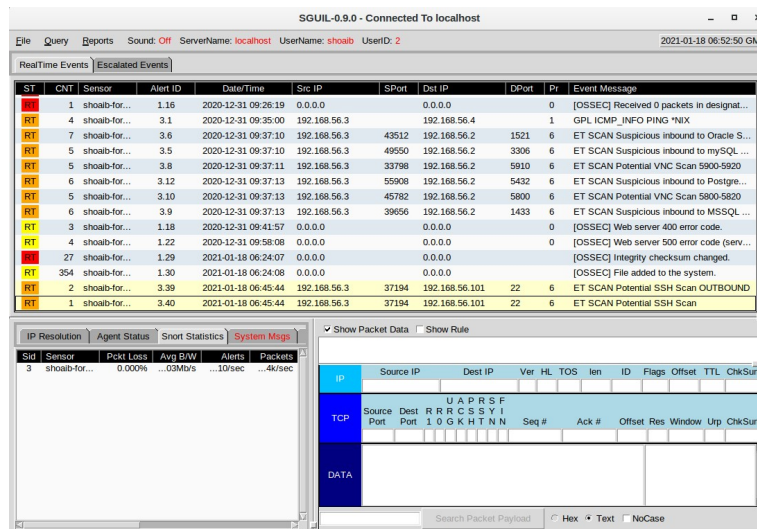 SGUIL-0.9.0 - Connected To localhost
File Query Reports Sound: Off ServerName: localhost UserName: shoaib UserID: 2 2021-01-18 06:52:50 GM
RealTime Events Escalated Events
ST CNT Sensor Alert ID Date/Time Src IP SPort Dst IP DPort Pr Event Message
RT 1 shoaib-for... 1.16 2020-12-31 09:26:19 0.0.0.0 0.0.0.0 0 [OSSEC] Received 0 packets in designat...
RT 4 shoaib-for... 3.1 2020-12-31 09:35:00 192.168.56.3 192.168.56.4 1 GPL ICMP_INFO PING *NIX
RT 7 shoaib-for... 3.6 2020-12-31 09:37:10 192.168.56.3 43512 192.168.56.2 1521 6 ET SCAN Suspicious inbound to Oracle S...
RT 5 shoaib-for... 3.5 2020-12-31 09:37:10 192.168.56.3 49550 192.168.56.2 3306 6 ET SCAN Suspicious inbound to mySQL ...
RT 5 shoaib-for... 3.8 2020-12-31 09:37:11 192.168.56.3 33798 192.168.56.2 5910 6 ET SCAN Potential VNC Scan 5900-5920
RT 6 shoaib-for... 3.12 2020-12-31 09:37:13 192.168.56.3 55908 192.168.56.2 5432 6 ET SCAN Suspicious inbound to Postgre...
RT 5 shoaib-for... 3.10 2020-12-31 09:37:13 192.168.56.3 45782 192.168.56.2 5800 6 ET SCAN Potential VNC Scan 5800-5820
RT 6 shoaib-for... 3.9 2020-12-31 09:37:13 192.168.56.3 39656 192.168.56.2 1433 6 ET SCAN Suspicious inbound to MSSQL ...
RT 3 shoaib-for... 1.18 2020-12-31 09:41:57 0.0.0.0 0.0.0.0 0 [OSSEC] Web server 400 error code.
RT 4 shoaib-for... 1.22 2020-12-31 09:58:08 0.0.0.0 0.0.0.0 0 [OSSEC] Web server 500 error code (serv...
RT 27 shoaib-for... 1.29 2021-01-18 06:24:07 0.0.0.0 0.0.0.0 [OSSEC] Integrity checksum changed.
RT 354 shoaib-for... 1.30 2021-01-18 06:24:08 0.0.0.0 0.0.0.0 [OSSEC] File added to the system.
RT 2 shoaib-for... 3.39 2021-01-18 06:45:44 192.168.56.3 37194 192.168.56.101 22 6 ET SCAN Potential SSH Scan OUTBOUND
RT 1 shoaib-for... 3.40 2021-01-18 06:45:44 192.168.56.3 37194 192.168.56.101 22 6 ET SCAN Potential SSH Scan
IP Resolution Agent Status Snort Statistics System Msgs
Sid Sensor Pckt Loss Avg B/W Alerts Packets
3 shoaib-for... 0.000% ...03Mb/s ...10/sec ...4k/sec
Show Packet Data Show Rule
IP Source IP Dest IP Ver HL TOS len ID Flags Offset TTL ChkSum
U A P R S F
TCP Source Dest R R R C S S Y I
Port Port 1 0 G K H T N N Seq # Ack # Offset Res Window Urp ChkSum
DATA
Search Packet Payload Hex Text NoCase